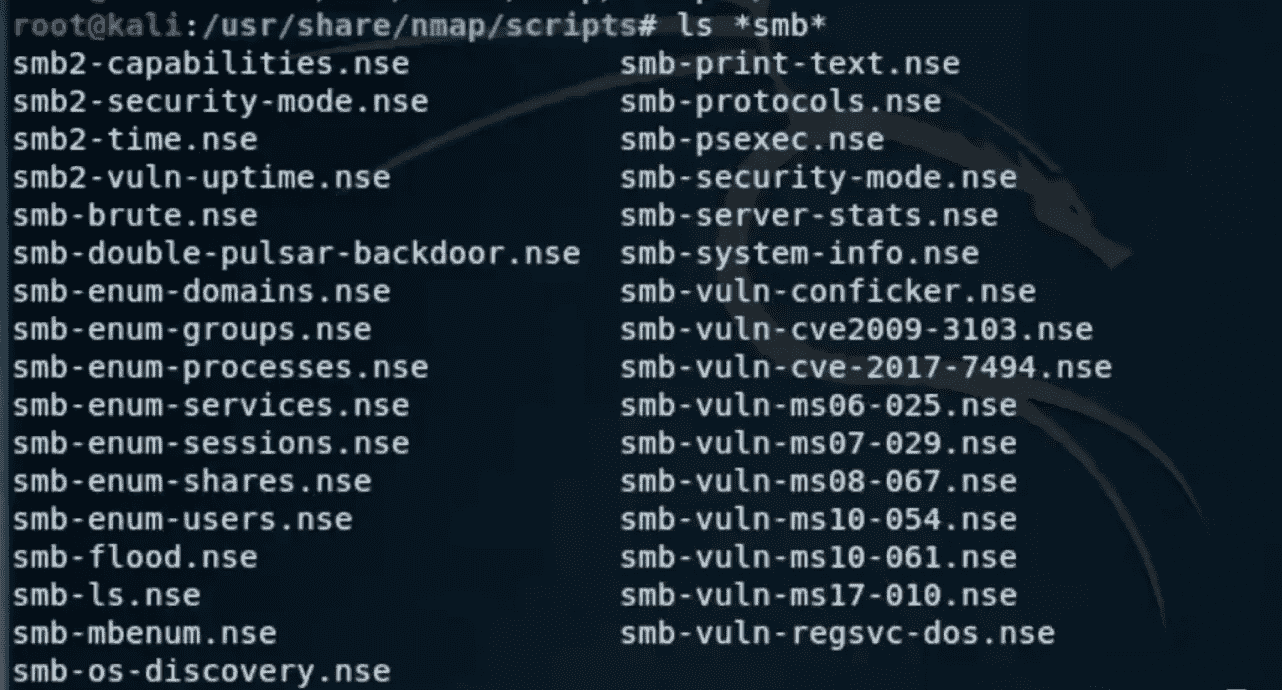 root@kali:/usr/share/nmap/scripts# ls *smb*
smb2-capabilities.nse smb-print-text.nse
smb2-security-mode.nse smb-protocols.nse
smb2-time.nse smb-psexec.nse
smb2-vuln-uptime.nse smb-security-mode.nse
smb-brute.nse smb-server-stats.nse
smb-double-pulsar-backdoor.nse smb-system-info.nse
smb-enum-domains.nse smb-vuln-conficker.nse
smb-enum-groups.nse smb-vuln-cve2009-3103.nse
smb-enum-processes.nse smb-vuln-cve-2017-7494.nse
smb-enum-services.nse smb-vuln-ms06-025.nse
smb-enum-sessions.nse smb-vuln-ms07-029.nse
smb-enum-shares.nse smb-vuln-ms08-067.nse
smb-enum-users.nse smb-vuln-ms10-054.nse
smb-flood.nse smb-vuln-ms10-061.nse
smb-ls.nse smb-vuln-ms17-010.nse
smb-mbenum.nse smb-vuln-regsvc-dos.nse
smb-os-discovery.nse